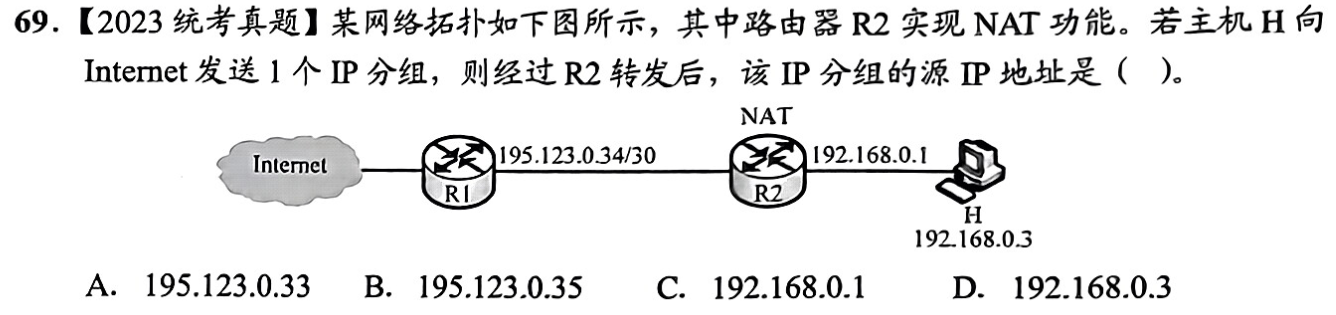 69.【2023 统考真题】某网络拓扑如下图所示，其中路由器 R2 实现 NAT 功能。若主机 H 向
Internet 发送 1 个 IP 分组，则经过 R2 转发后，该 IP 分组的源 IP 地址是（ ）。
NAT
Internet
195.123.0.34/30
192.168.0.1
R1
R2
H
192.168.0.3
A. 195.123.0.33 B. 195.123.0.35 C. 192.168.0.1 D. 192.168.0.3